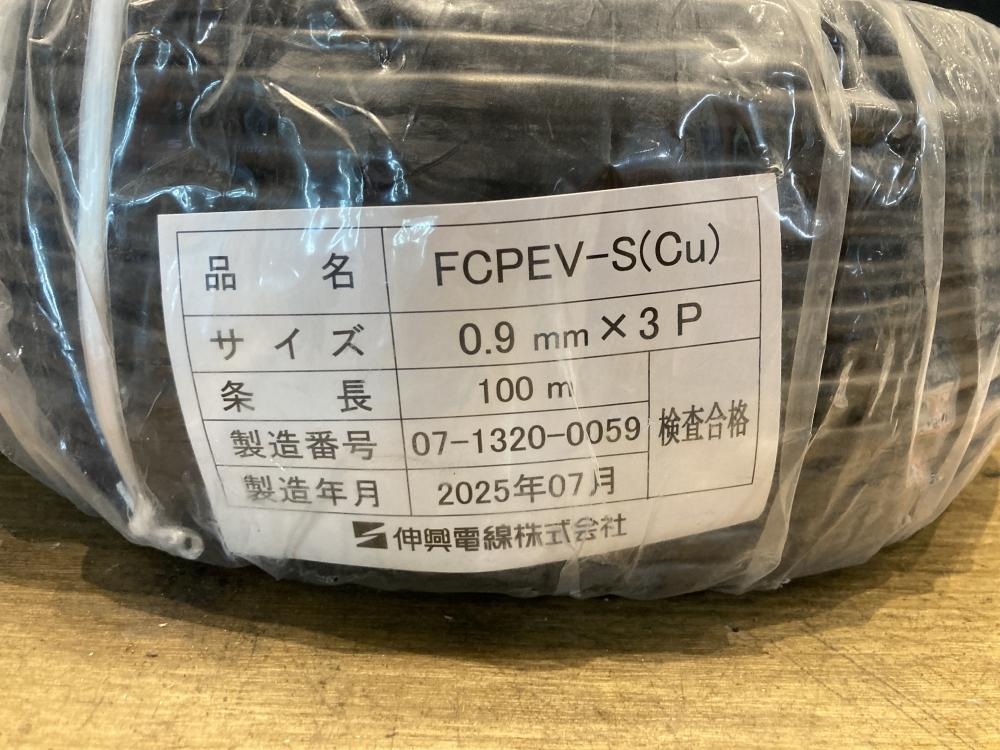 品名 FCPEV-S(Cu)
サイズ 0.9 mm×3P
条長 100 m
製造番号 07-1320-0059 検査合格
製造年月 2025年07月
伸興電線株式会社